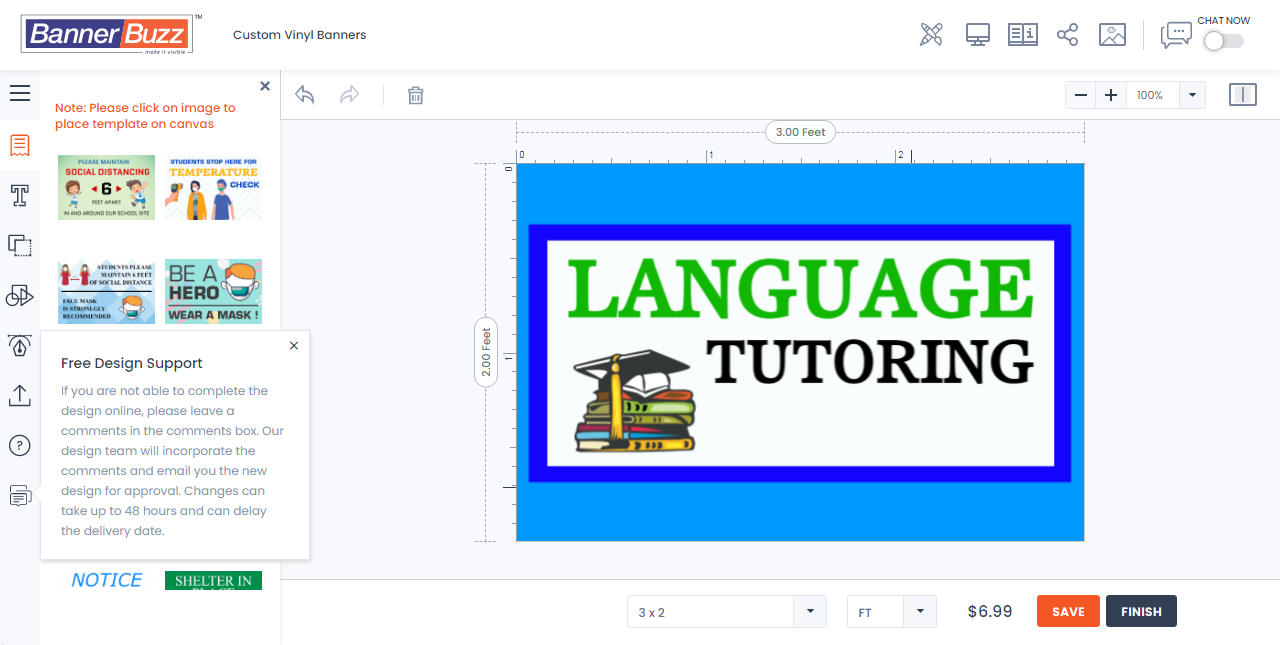 BannerBuzz™
make it visible
Custom Vinyl Banners
CHAT NOW
Note: Please click on image to
place template on canvas
100%
PLEASE MAINTAIN
SOCIAL DISTANCING
6
FEET APART
IN AND AROUND OUR SCHOOL SITE
STUDENTS STOP HERE FOR
TEMPERATURE
CHECK
STUDENTS PLEASE
MAINTAIN 6 FEET
OF SOCIAL DISTANCE
FACE MASK
IS STRONLGLY
RECOMMENDED
BE A
HERO
WEAR A MASK !
Free Design Support
If you are not able to complete the
design online, please leave a
comments in the comments box. Our
design team will incorporate the
comments and email you the new
design for approval. Changes can
take up to 48 hours and can delay
the delivery date.
NOTICE
SHELTER IN
PLACE
3.00 Feet
0 1 2
0
1
2.00 Feet
LANGUAGE
TUTORING
3 x 2
FT
$6.99
SAVE
FINISH